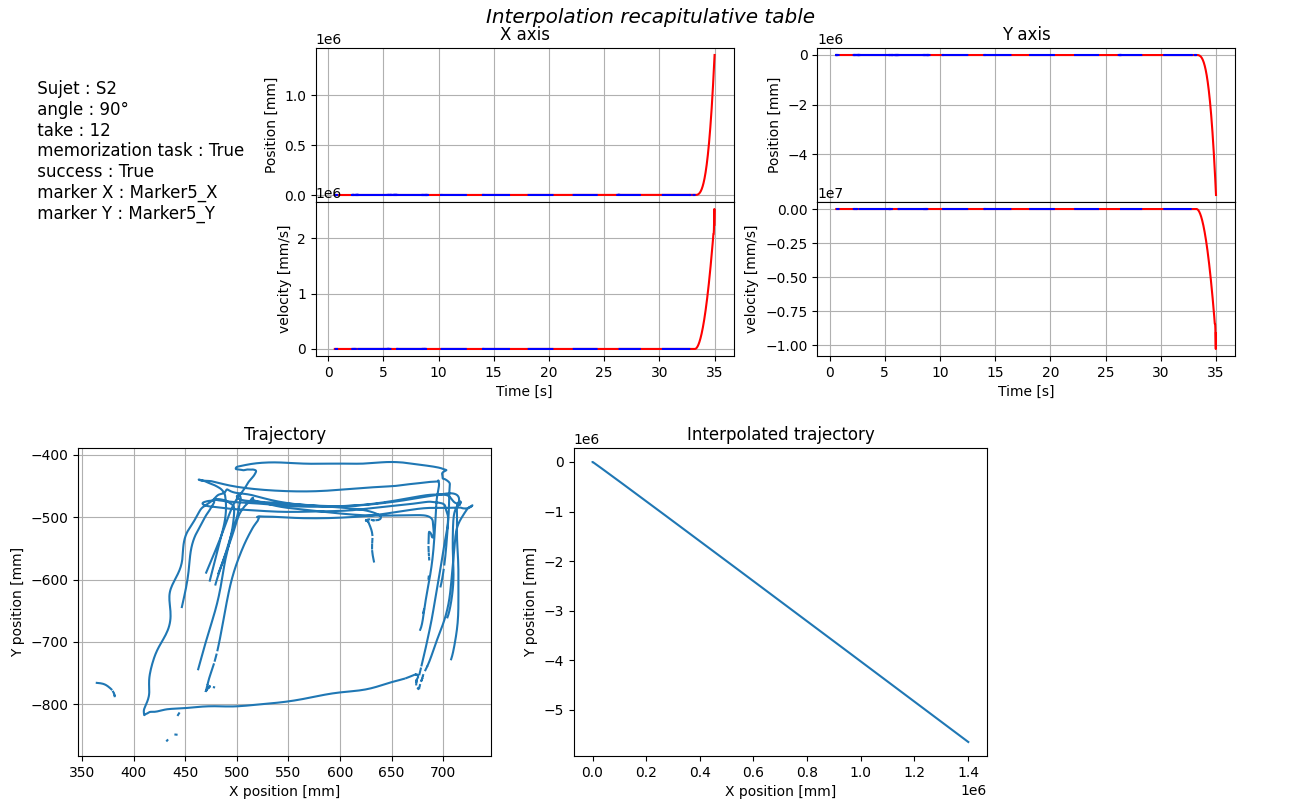 Interpolation recapitulative table
Sujet : S2
angle : 90°
take : 12
memorization task : True
success : True
marker X : Marker5_X
marker Y : Marker5_Y
X axis
1e6
Position [mm]
1.0
0.5
0.0
1e6
velocity [mm/s]
2
1
0
0 5 10 15 20 25 30 35
Time [s]
Y axis
1e6
Position [mm]
0
−2
−4
1e7
velocity [mm/s]
0.00
−0.25
−0.50
−0.75
−1.00
0 5 10 15 20 25 30 35
Time [s]
Trajectory
Y position [mm]
−400
−500
−600
−700
−800
350 400 450 500 550 600 650 700
X position [mm]
Interpolated trajectory
1e6
Y position [mm]
0
−1
−2
−3
−4
−5
0.0 0.2 0.4 0.6 0.8 1.0 1.2 1.4
X position [mm]
1e6